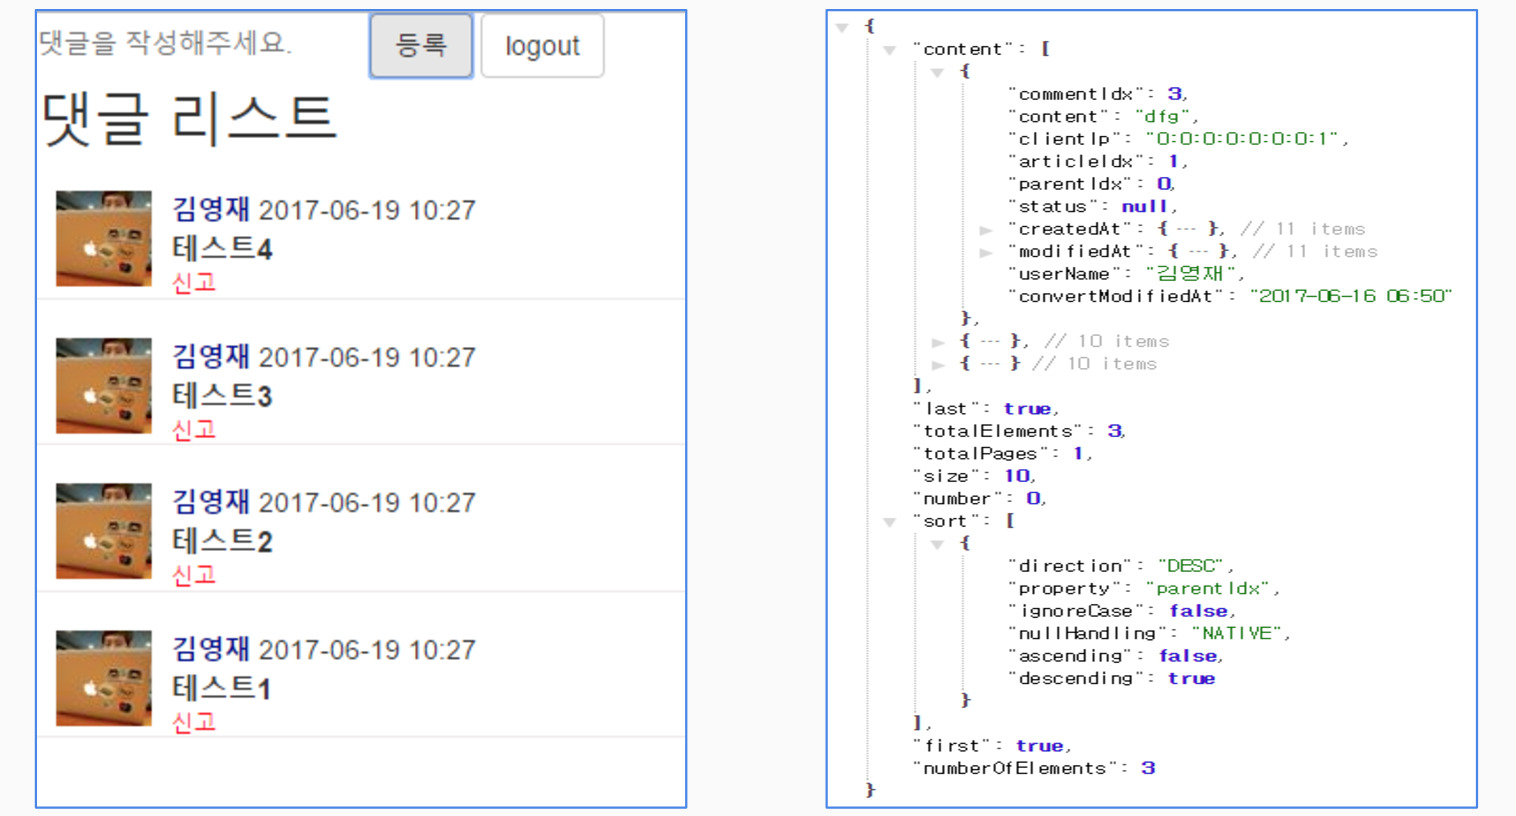 댓글을 작성해주세요. 등록 logout
댓글 리스트
김영재 2017-06-19 10:27
테스트4
신고
김영재 2017-06-19 10:27
테스트3
신고
김영재 2017-06-19 10:27
테스트2
신고
김영재 2017-06-19 10:27
테스트1
신고
{
"content": [
{
"commentIdx": 3,
"content": "dfg",
"clientIp": "0:0:0:0:0:0:0:1",
"articleIdx": 1,
"parentIdx": 0,
"status": null,
"createdAt": { ... }, // 11 items
"modifiedAt": { ... }, // 11 items
"userName": "김영재",
"convertModifiedAt": "2017-06-16 06:50"
},
{ ... }, // 10 items
{ ... } // 10 items
],
"last": true,
"totalElements": 3,
"totalPages": 1,
"size": 10,
"number": 0,
"sort": [
{
"direction": "DESC",
"property": "parentIdx",
"ignoreCase": false,
"nullHandling": "NATIVE",
"ascending": false,
"descending": true
}
],
"first": true,
"numberOfElements": 3
}